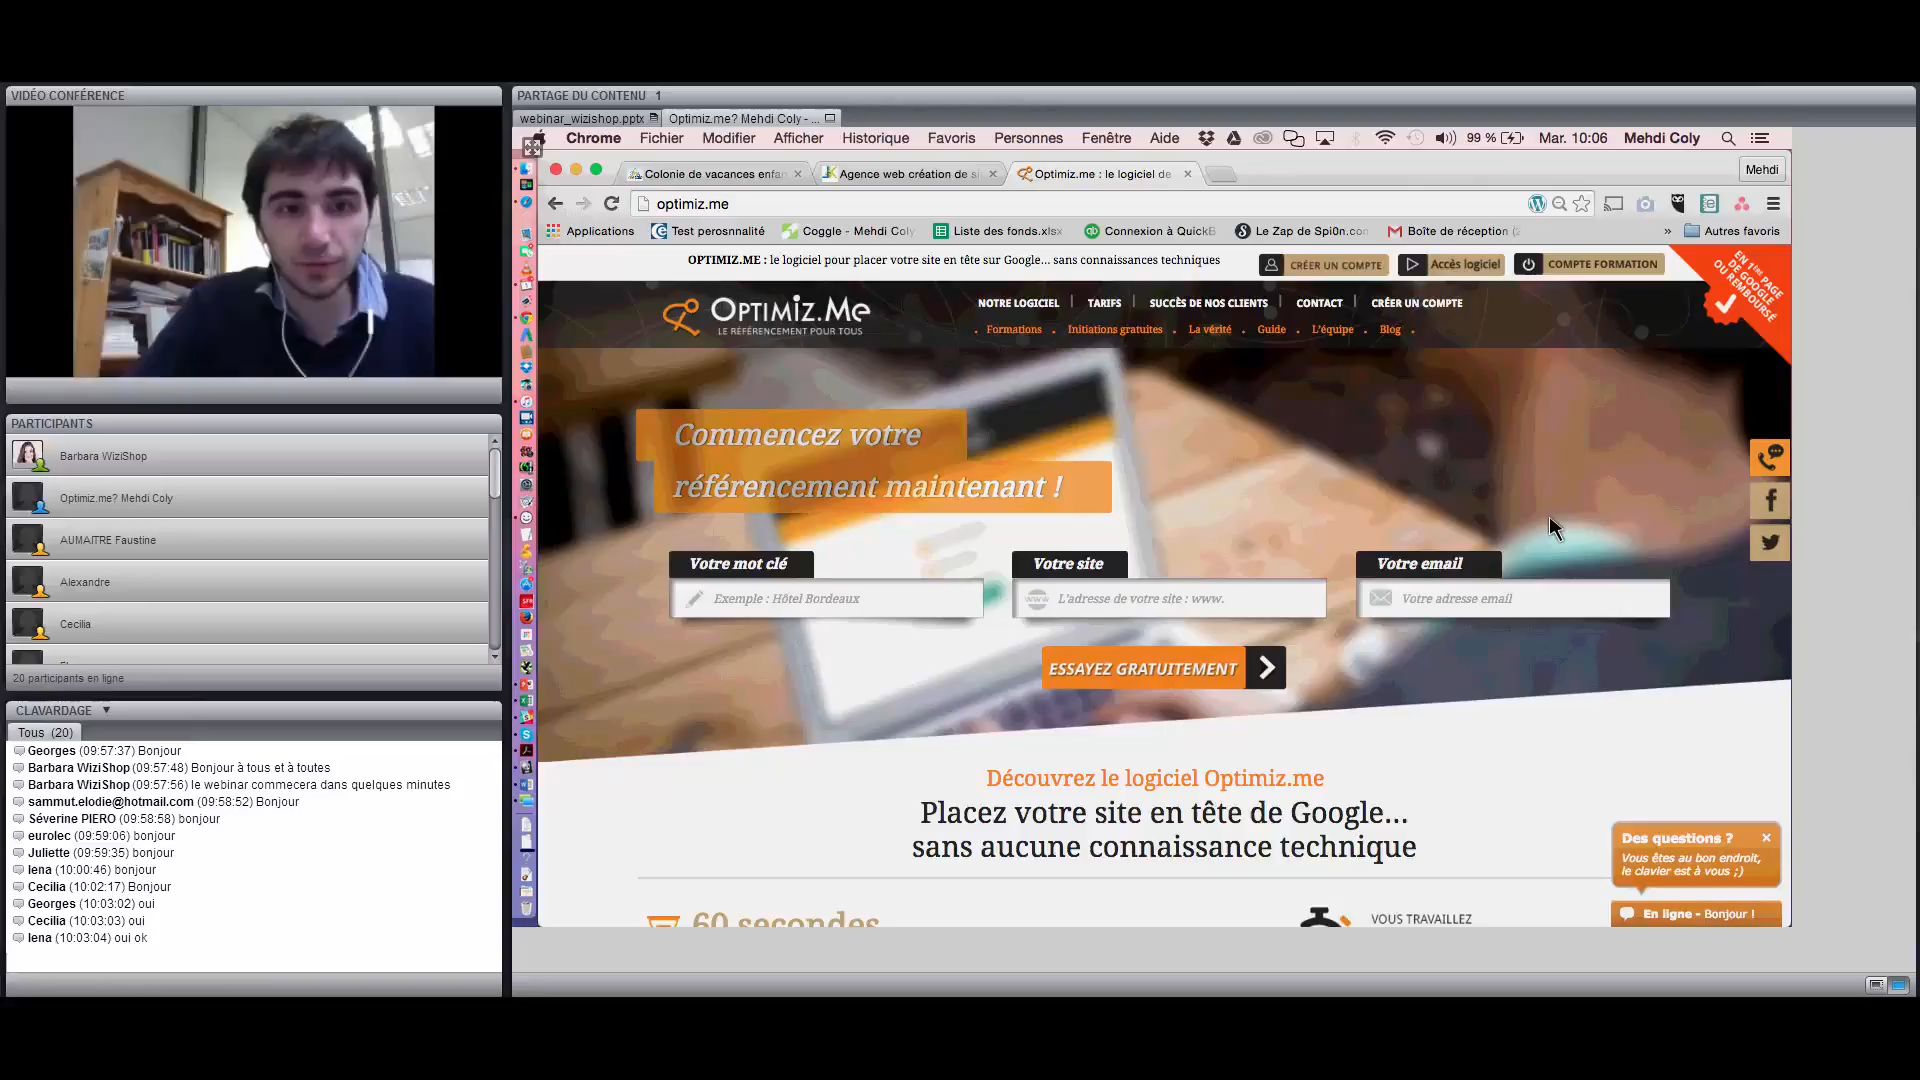 VIDÉO CONFÉRENCE
PARTICIPANTS
Barbara WiziShop
Optimiz.me? Mehdi Coly
AUMAITRE Faustine
Alexandre
Cecilia
20 participants en ligne
CLAVARDAGE
Tous (20)
Georges (09:57:37) Bonjour
Barbara WiziShop (09:57:48) Bonjour à tous et à toutes
Barbara WiziShop (09:57:56) le webinar commecera dans quelques minutes
sammut.elodie@hotmail.com (09:58:52) Bonjour
Séverine PIERO (09:58:58) bonjour
eurolec (09:59:06) bonjour
Juliette (09:59:35) bonjour
lena (10:00:46) bonjour
Cecilia (10:02:17) Bonjour
Georges (10:03:02) oui
Cecilia (10:03:03) oui
lena (10:03:04) oui ok
PARTAGE DU CONTENU 1
webinar_wizishop.pptx Optimiz.me? Mehdi Coly - ...
Chrome Fichier Modifier Afficher Historique Favoris Personnes Fenêtre Aide 99 % Mar. 10:06 Mehdi Coly
Colonie de vacances enfan Agence web création de si Optimiz.me : le logiciel de Mehdi
optimiz.me
Applications Test perosnnalité Coggle - Mehdi Coly Liste des fonds.xlsx Connexion à QuickB Le Zap de Spi0n.com Boîte de réception (2 » Autres favoris
OPTIMIZ.ME : le logiciel pour placer votre site en tête sur Google... sans connaissances techniques
CRÉER UN COMPTE Accès logiciel COMPTE FORMATION
EN 1ÈRE PAGE
DE GOOGLE
OU REMBOURSÉ
OPTIMIZ.ME
LE RÉFÉRENCEMENT POUR TOUS
NOTRE LOGICIEL | TARIFS | SUCCÈS DE NOS CLIENTS | CONTACT | CRÉER UN COMPTE
Formations Initiations gratuites La vérité Guide L'équipe Blog
Commencez votre
référencement maintenant !
Votre mot clé Votre site Votre email
Exemple : Hôtel Bordeaux L'adresse de votre site : www. Votre adresse email
ESSAYEZ GRATUITEMENT
Découvrez le logiciel Optimiz.me
Placez votre site en tête de Google...
sans aucune connaissance technique
Des questions ?
Vous êtes au bon endroit,
le clavier est à vous ;)
En ligne - Bonjour !
60 secondes
VOUS TRAVAILLEZ